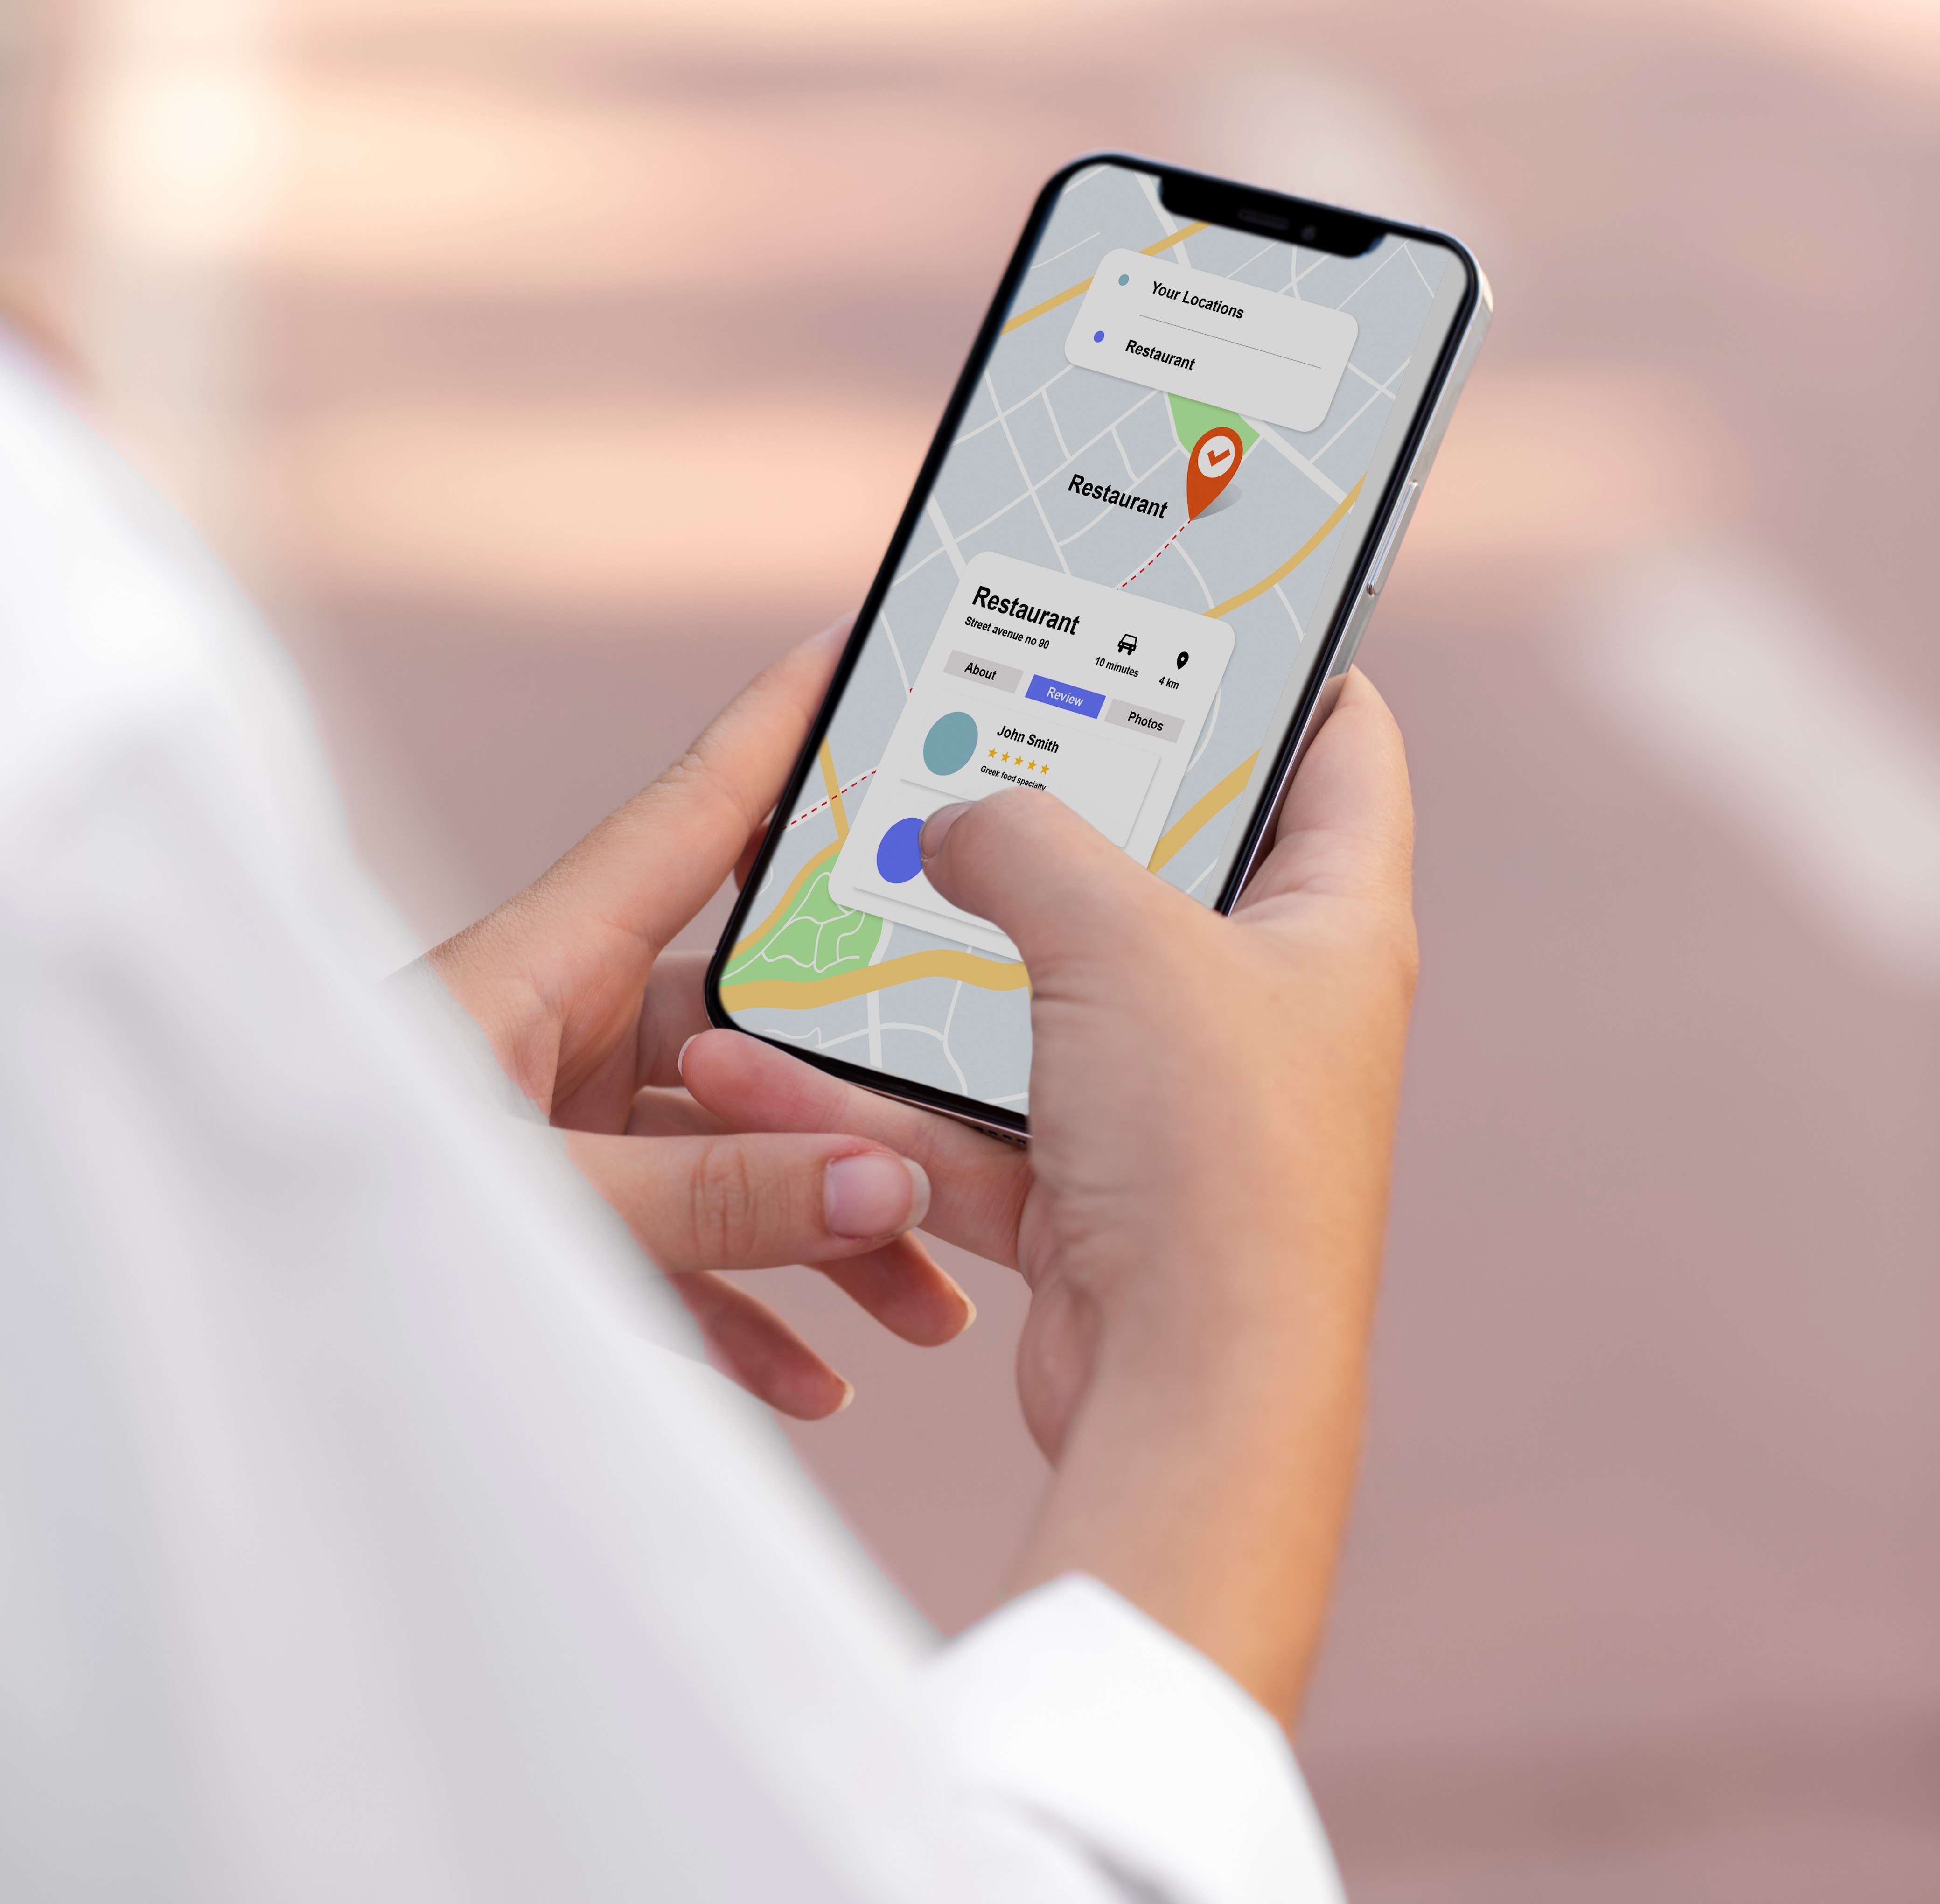 Your Locations
Restaurant
Restaurant
Restaurant
Street avenue no 90
10 minutes
4 km
About
Review
Photos
John Smith
Greek food specialty